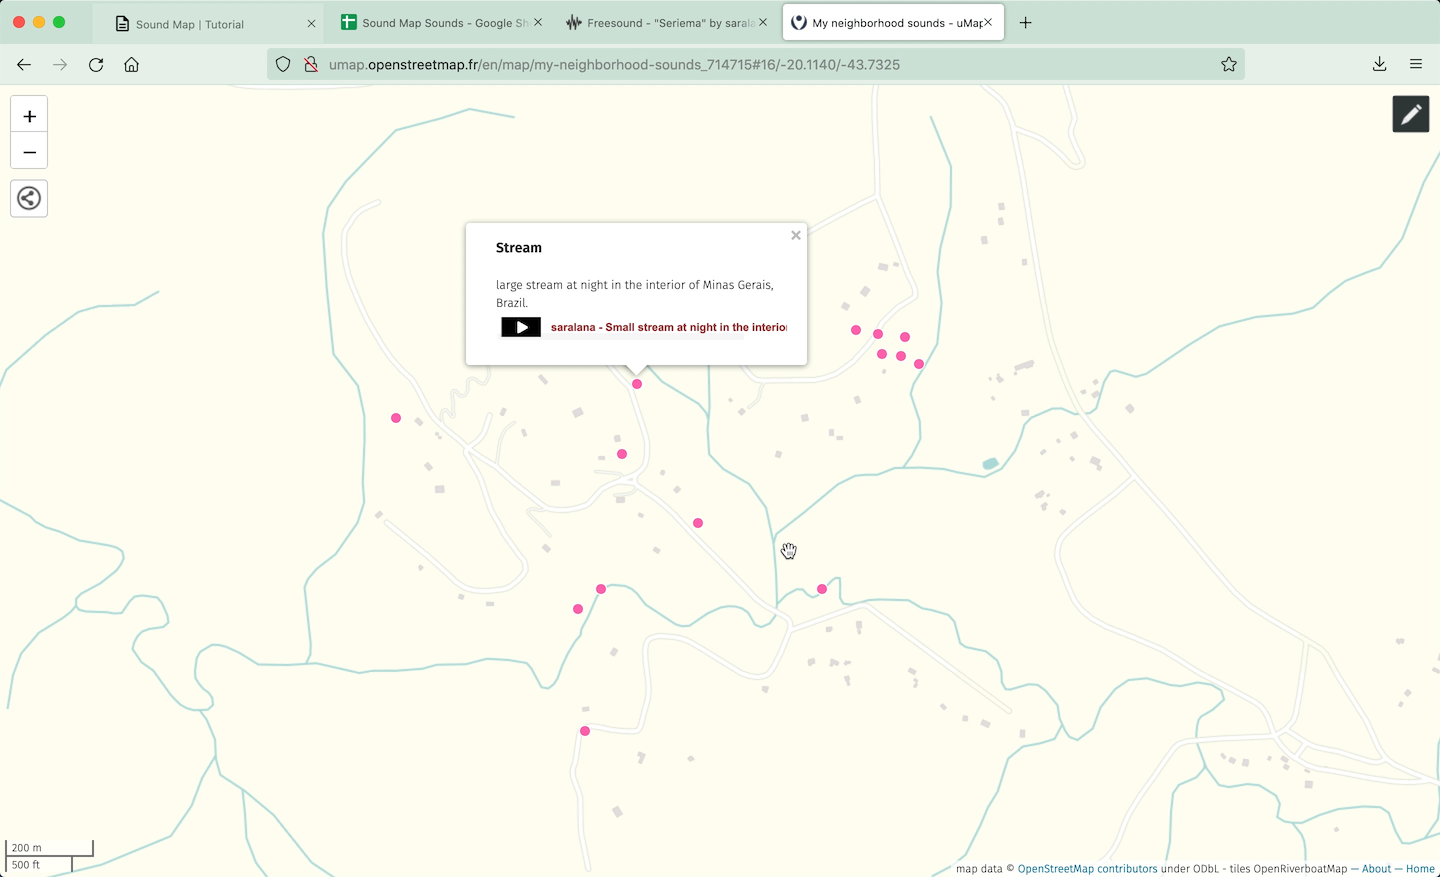 Sound Map | Tutorial
Sound Map Sounds - Google She
Freesound - "Seriema" by sarala
My neighborhood sounds - uMap
umap.openstreetmap.fr/en/map/my-neighborhood-sounds_714715#16/-20.1140/-43.7325
+
−
Stream
large stream at night in the interior of Minas Gerais,
Brazil.
saralana - Small stream at night in the interior
200 m
500 ft
map data © OpenStreetMap contributors under ODbL - tiles OpenRiverboatMap — About — Home